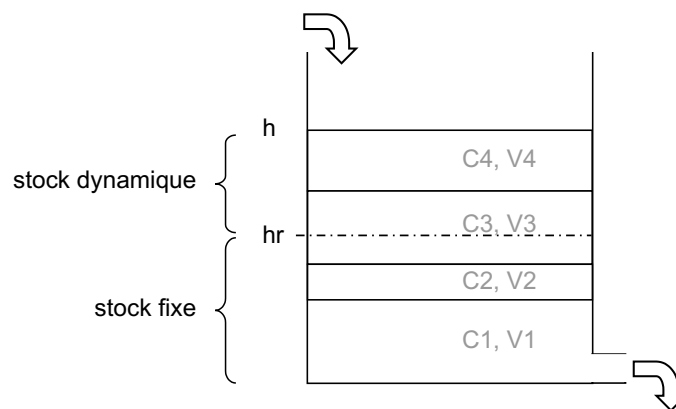 h
C4, V4
stock dynamique
C3, V3
hr
C2, V2
stock fixe
C1, V1